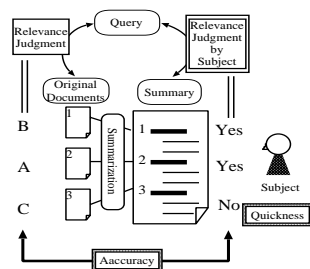 Query
Relevance
Judgment
Relevance
Judgment
by
Subject
Original
Documents
Summary
Summarization
B
1
1
Yes
A
2
2
Yes
C
3
3
No
Subject
Quickness
Aaccuracy